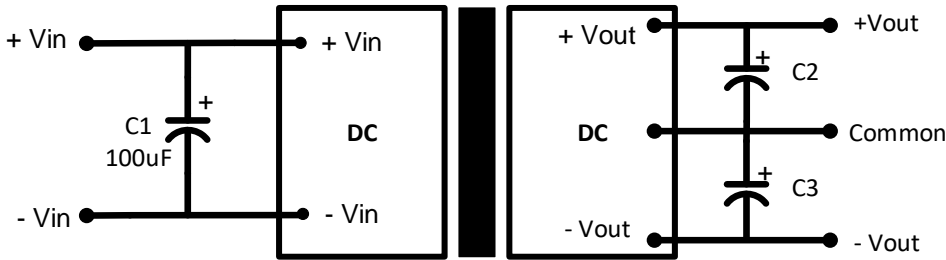 + Vin
- Vin
C1
100uF
+
+ Vin
DC
- Vin
+ Vout
DC
- Vout
+
C2
+
C3
+Vout
Common
- Vout